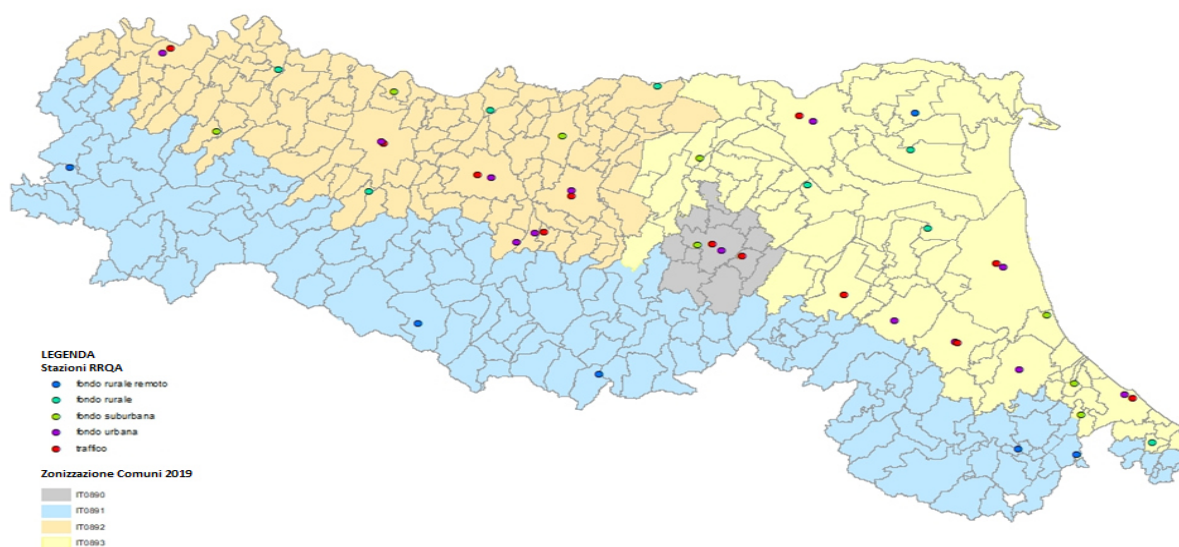 LEGENDA
Stazioni RRQA
fondo rurale remoto
fondo rurale
fondo suburbana
fondo urbana
traffico
Zonizzazione Comuni 2019
IT0890
IT0891
IT0892
IT0893